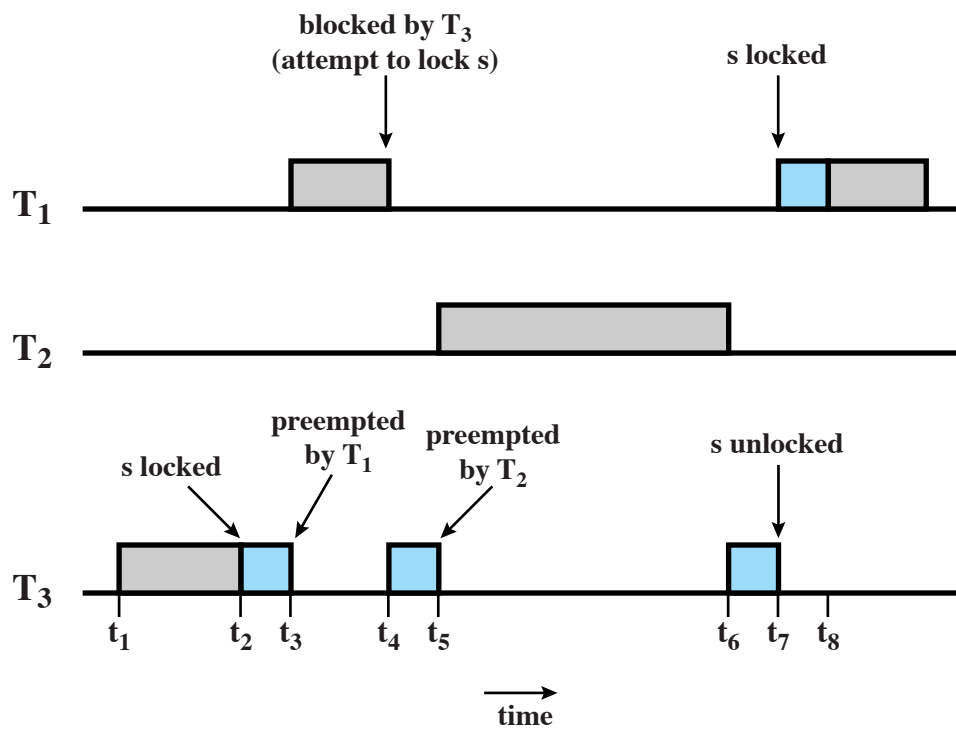 blocked by T3
(attempt to lock s)
s locked
T1
T2
preempted
by T1
preempted
by T2
s locked
s unlocked
T3
t1 t2 t3 t4 t5 t6 t7 t8
time